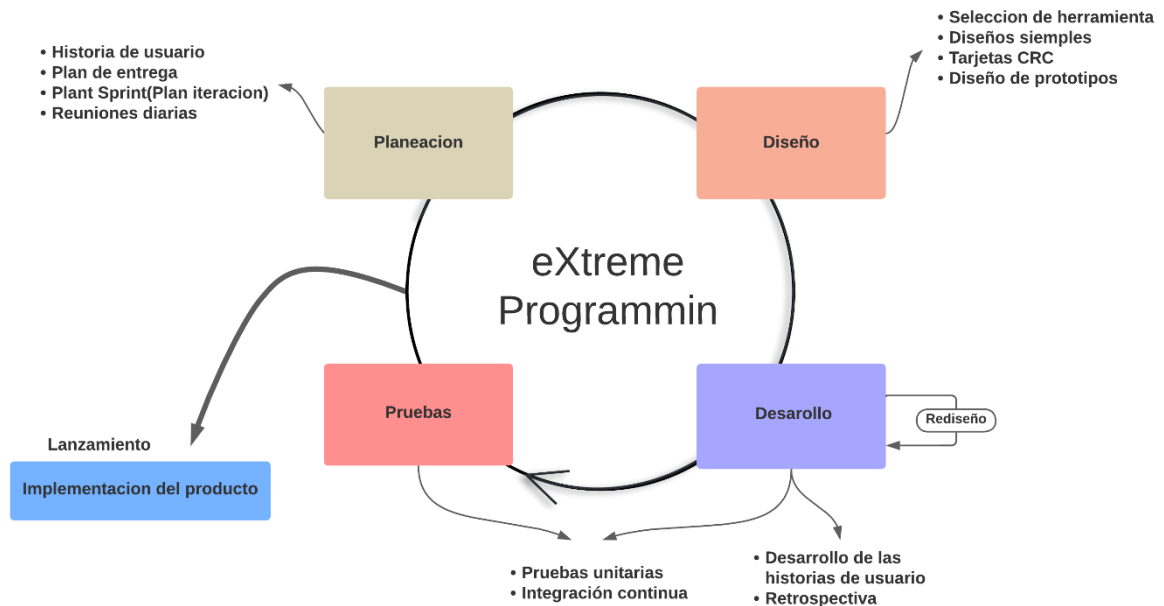 • Historia de usuario
• Plan de entrega
• Plant Sprint(Plan iteracion)
• Reuniones diarias
• Seleccion de herramienta
• Diseños siemples
• Tarjetas CRC
• Diseño de prototipos
Planeacion
Diseño
eXtreme
Programmin
Pruebas
Desarollo
Rediseño
Lanzamiento
Implementacion del producto
• Pruebas unitarias
• Integración continua
• Desarrollo de las
historias de usuario
• Retrospectiva